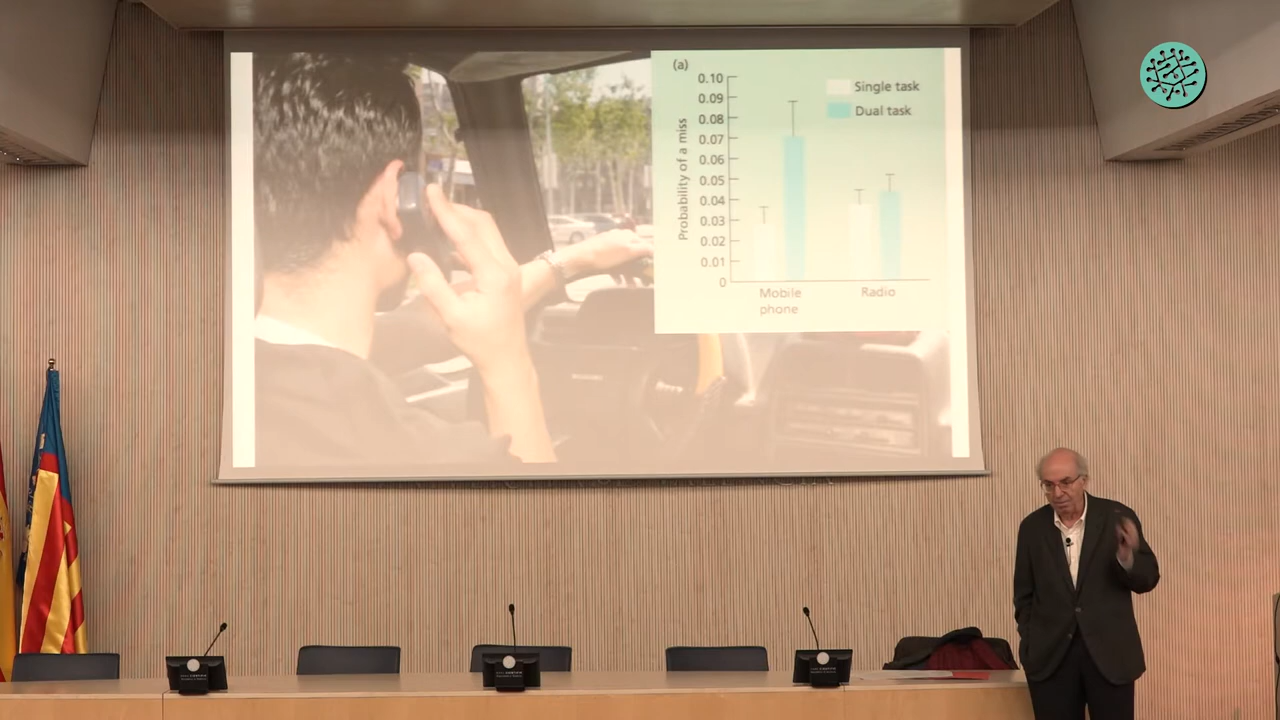 (a)
0.10
0.09
0.08
0.07
0.06
0.05
0.04
0.03
0.02
0.01
0
Probability of a miss
Single task
Dual task
Mobile
phone
Radio